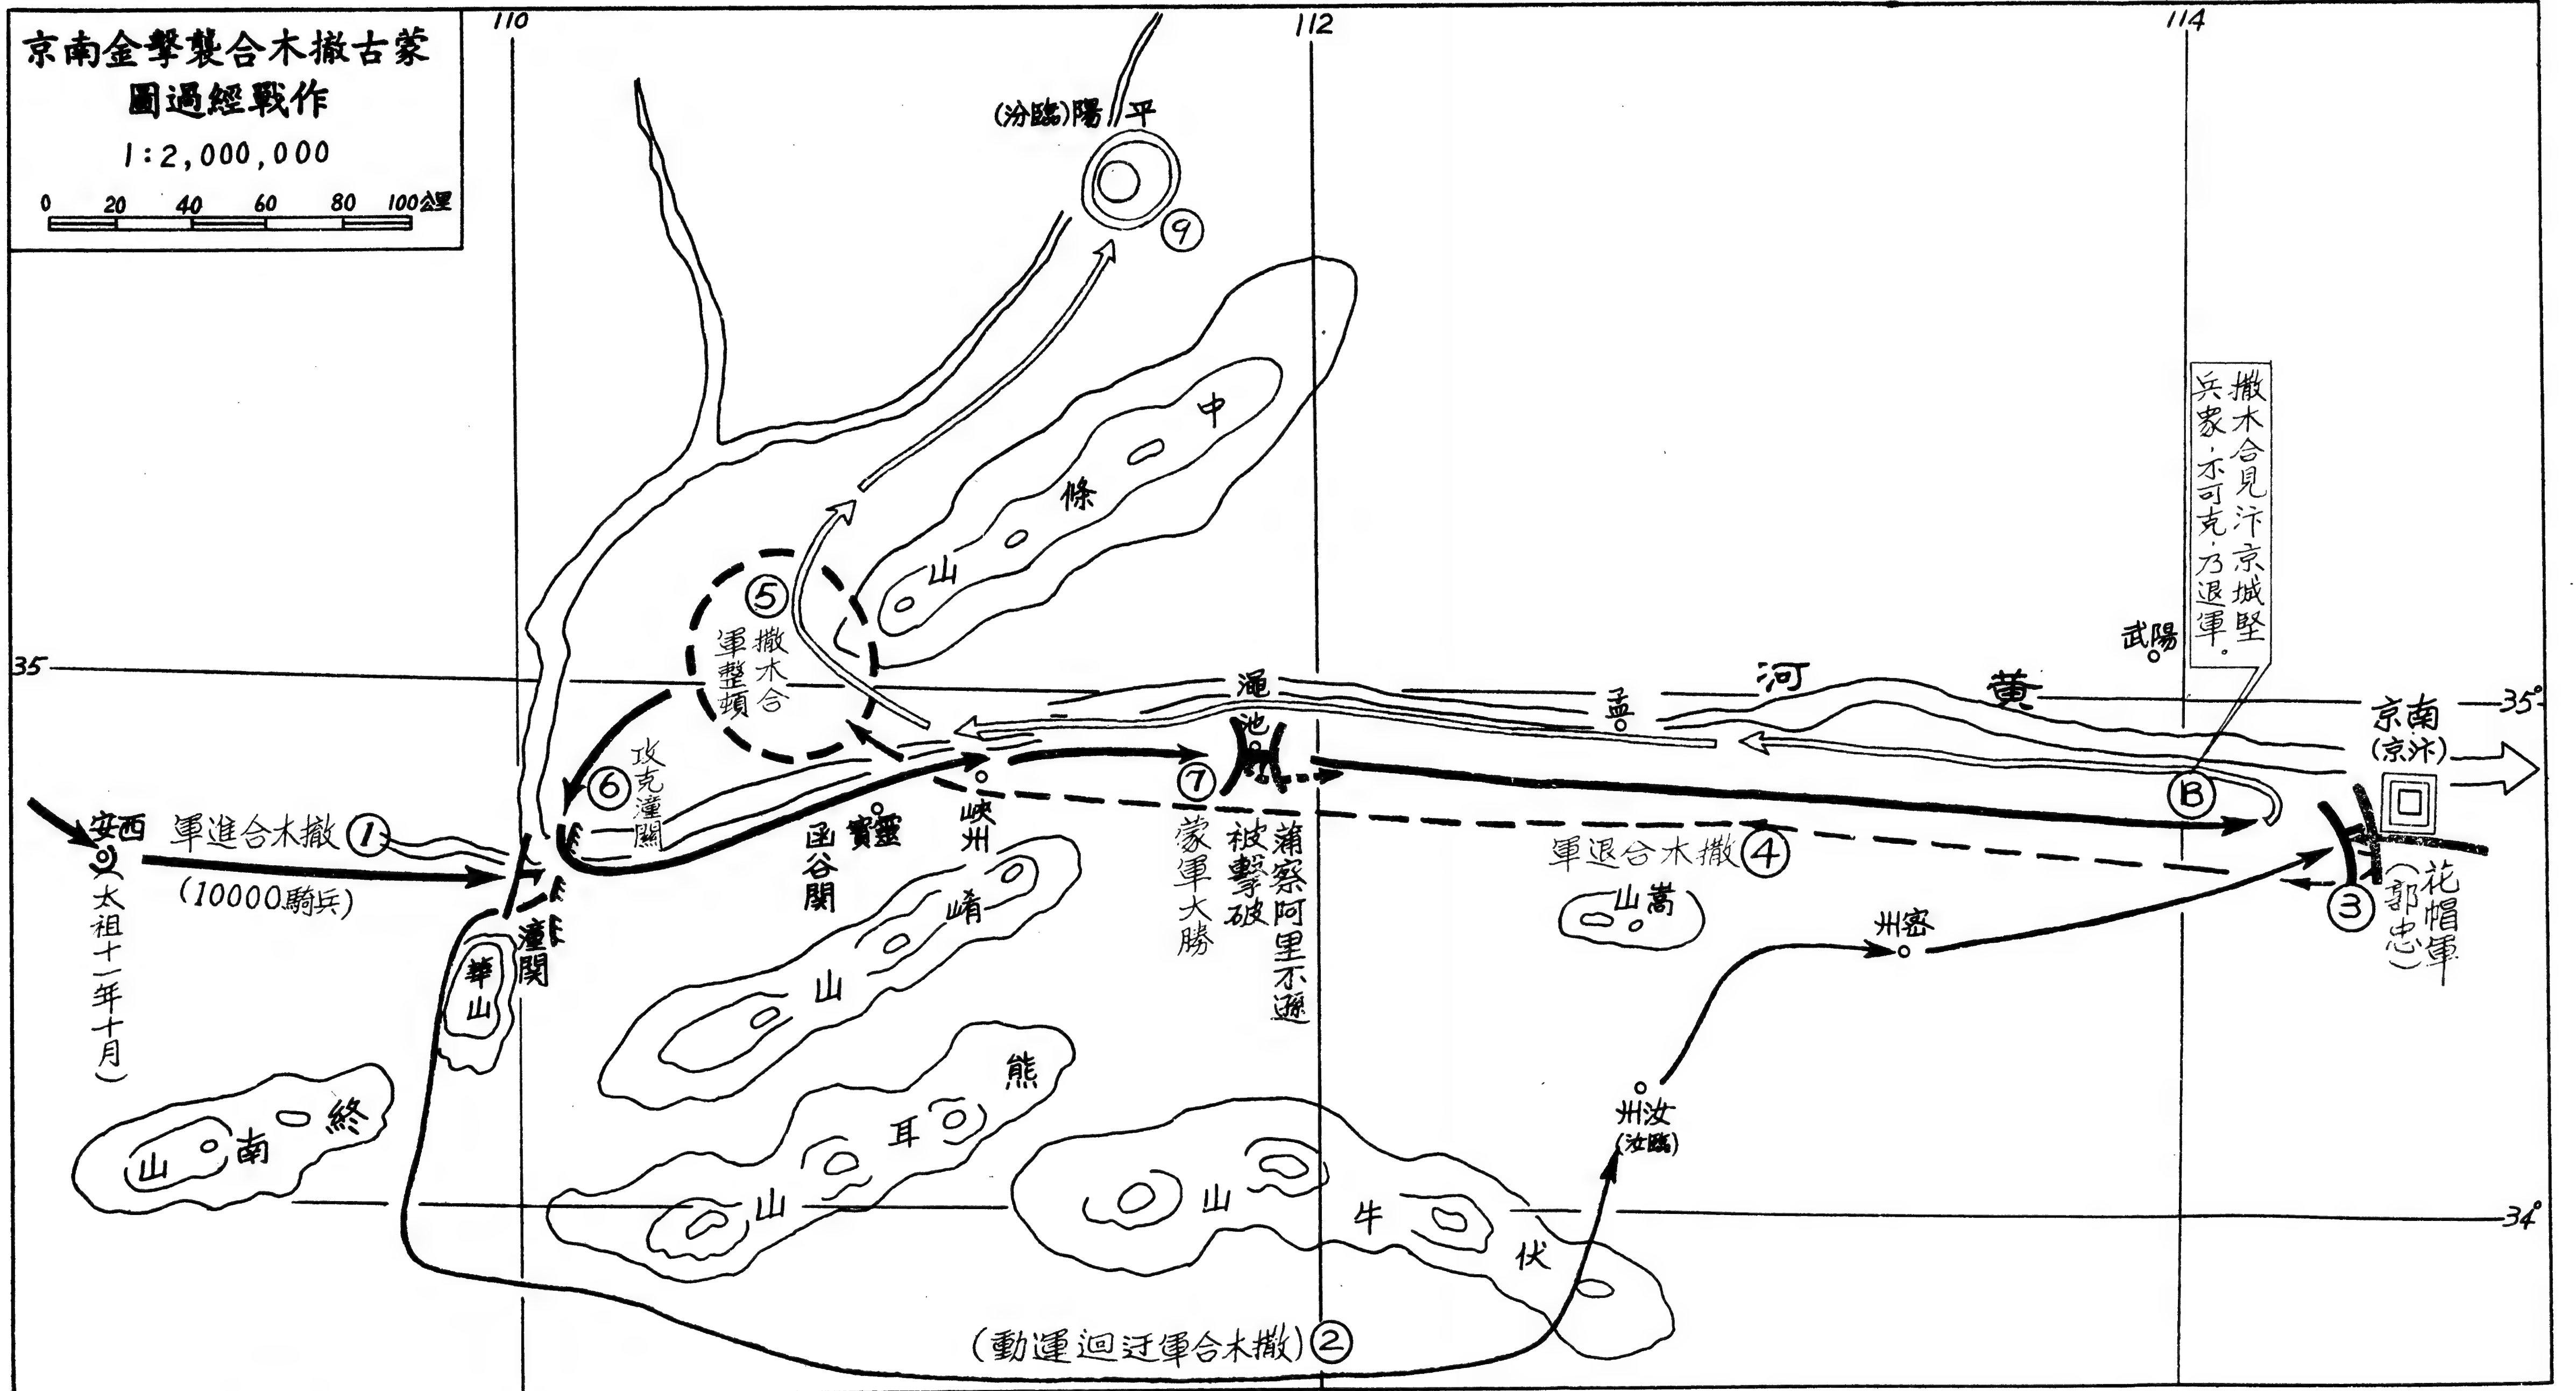 蒙古撒木合襲擊金南京
作戰經過圖
1:2,000,000
0 20 40 60 80 100公里
110
112
114
35
35°
34°
平陽(臨汾)
⑨
中條山
⑤
撒木合
軍整頓
⑥
攻克潼關
西安
(太祖十一年十月)
撒木合進軍 ①
(10000騎兵)
潼関
華山
終南山
函谷関
靈寶
峽州
崤山
熊耳山
澠池
⑦
蒲察阿里不遜
被擊破
蒙軍大勝
孟
黄河
武陽
撒木合見汴京城堅
兵衆,不可克,乃退軍。
⑧
南京
(汴京)
③
花帽軍
(郭忠)
④撒木合退軍
嵩山
密州
汝州
(臨汝)
伏牛山
②(撒木合軍迂迴運動)